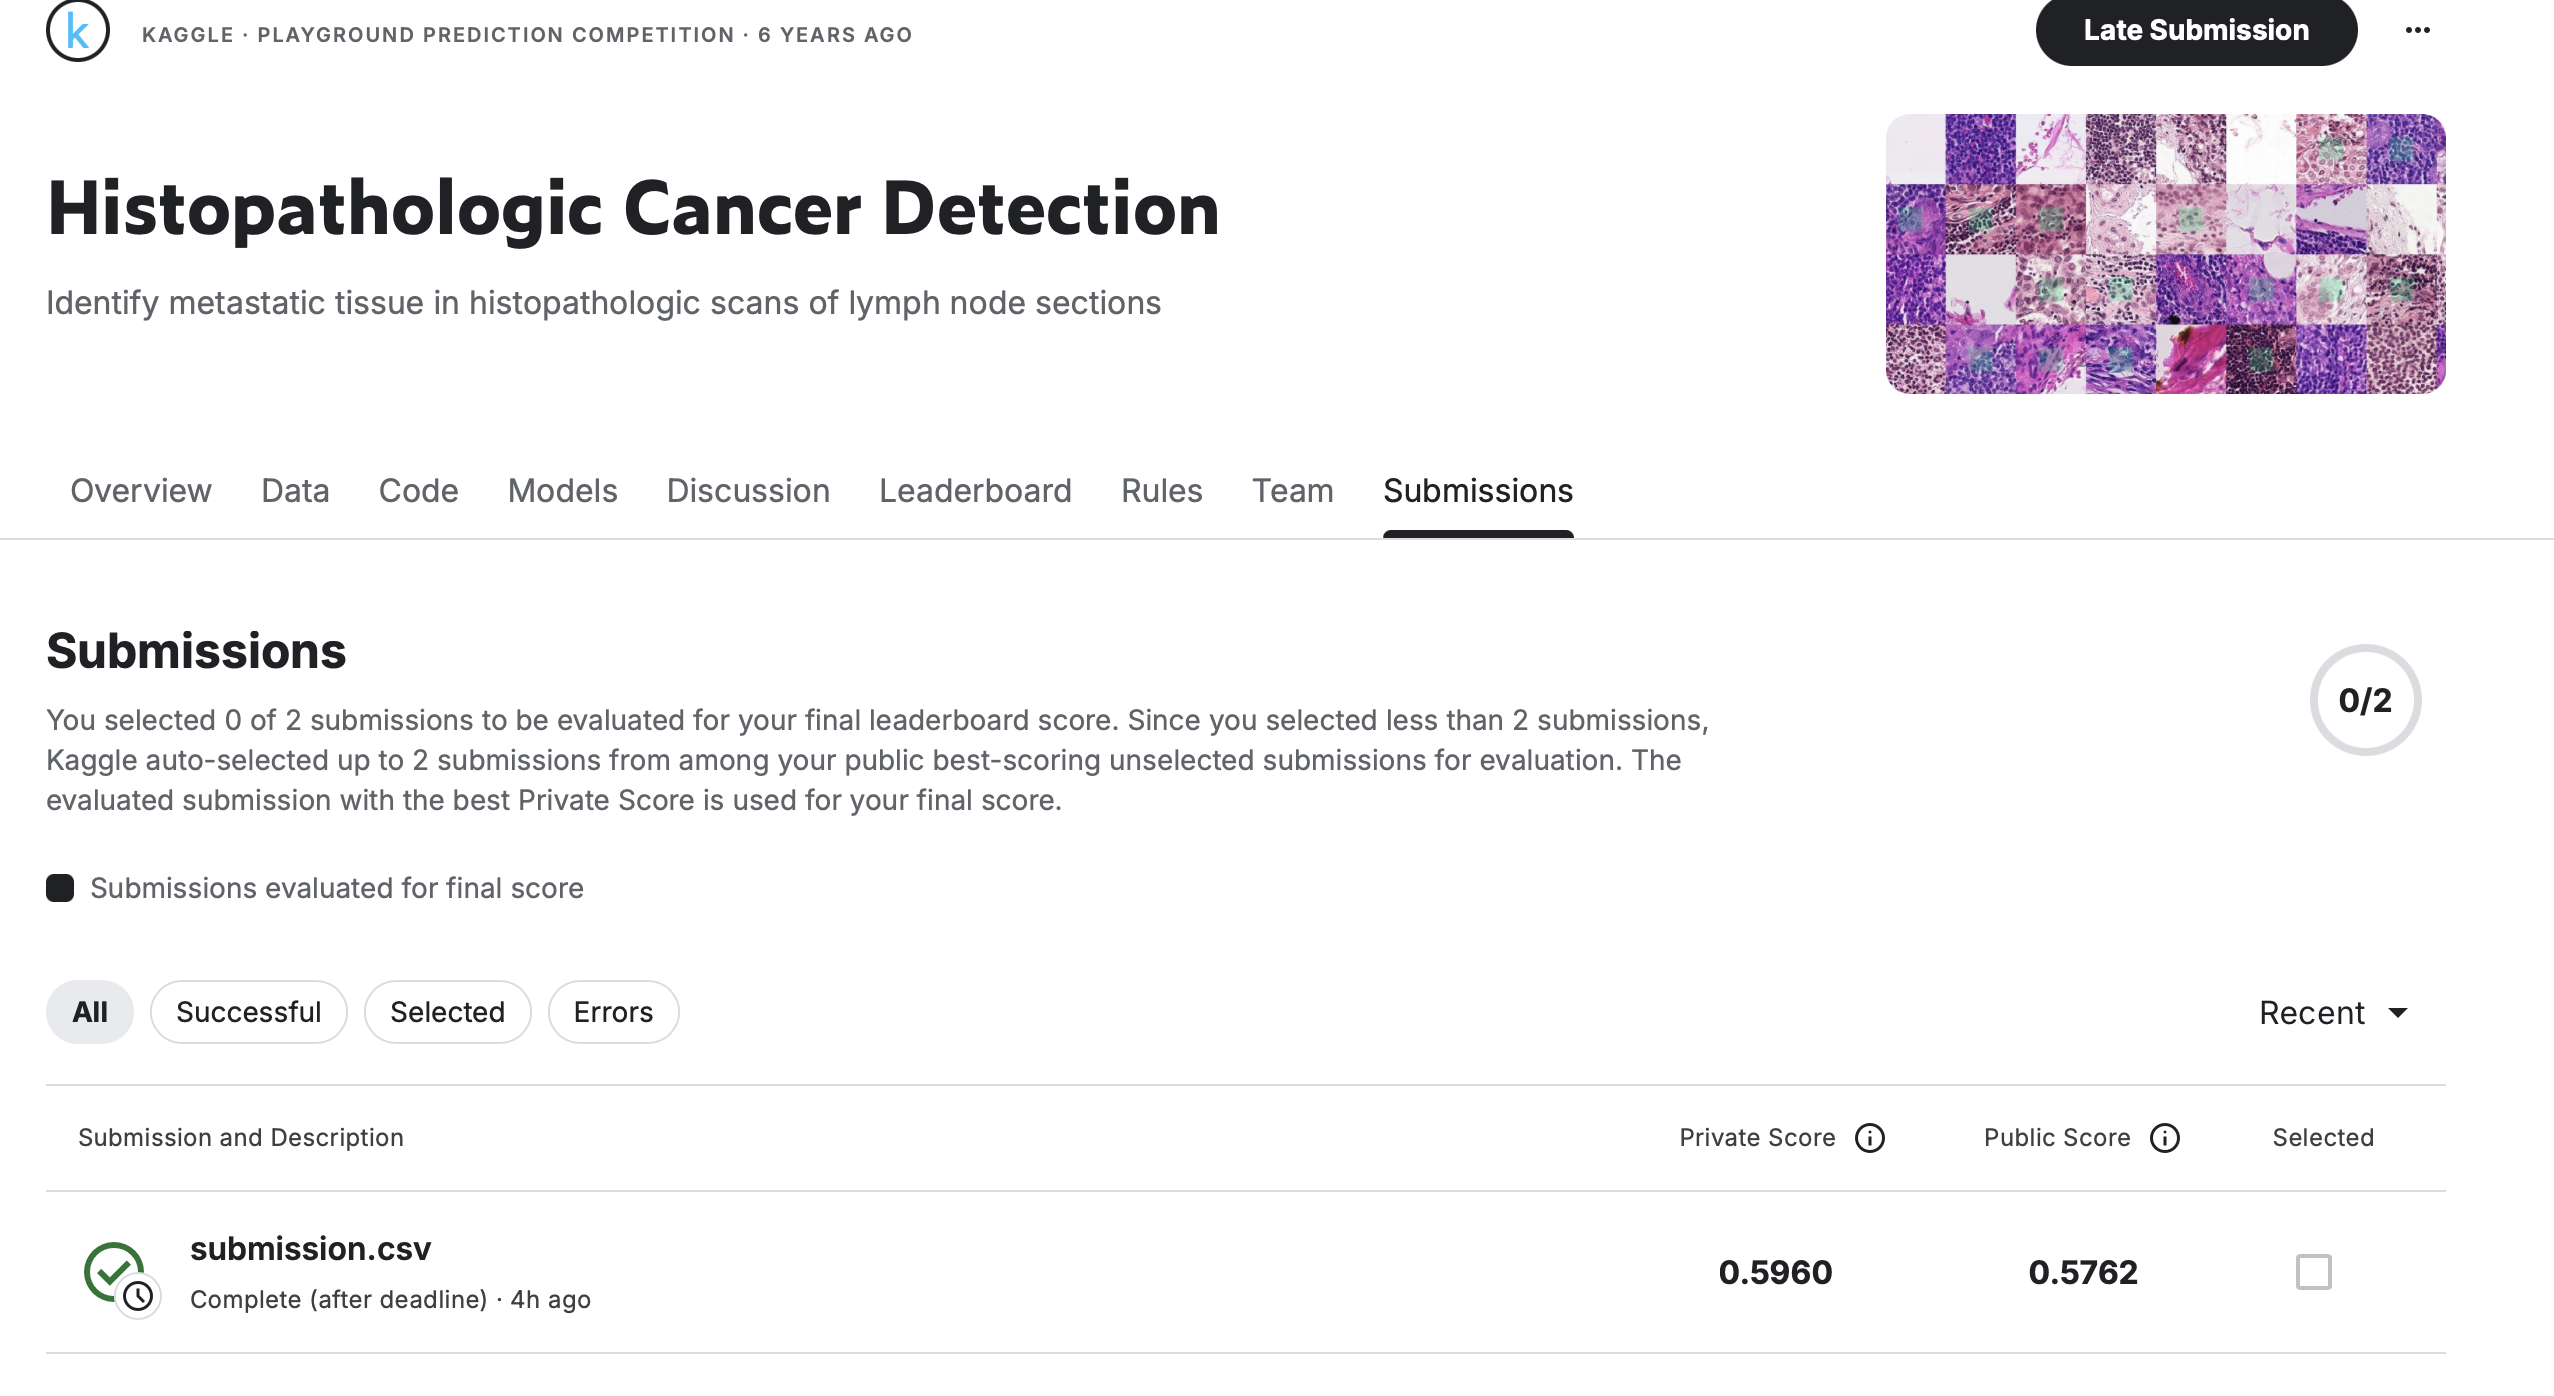 k
KAGGLE · PLAYGROUND PREDICTION COMPETITION · 6 YEARS AGO
Late Submission
Histopathologic Cancer Detection
Identify metastatic tissue in histopathologic scans of lymph node sections
Overview Data Code Models Discussion Leaderboard Rules Team Submissions
Submissions
You selected 0 of 2 submissions to be evaluated for your final leaderboard score. Since you selected less than 2 submissions,
Kaggle auto-selected up to 2 submissions from among your public best-scoring unselected submissions for evaluation. The
evaluated submission with the best Private Score is used for your final score.
0/2
Submissions evaluated for final score
All Successful Selected Errors Recent
Submission and Description Private Score Public Score Selected
submission.csv
Complete (after deadline) · 4h ago
0.5960 0.5762